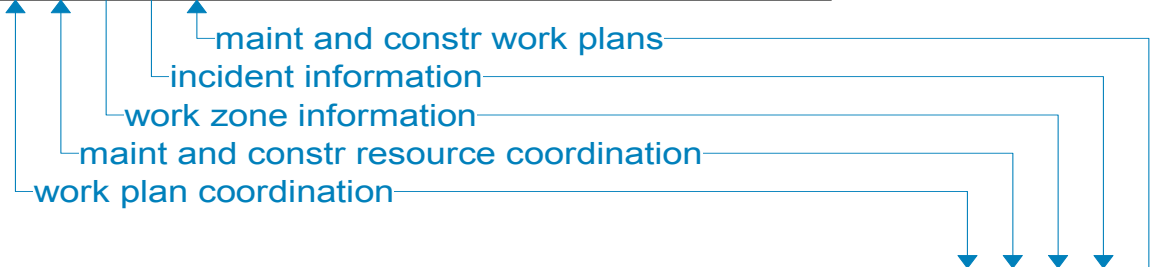 maint and constr work plans
incident information
work zone information
maint and constr resource coordination
work plan coordination